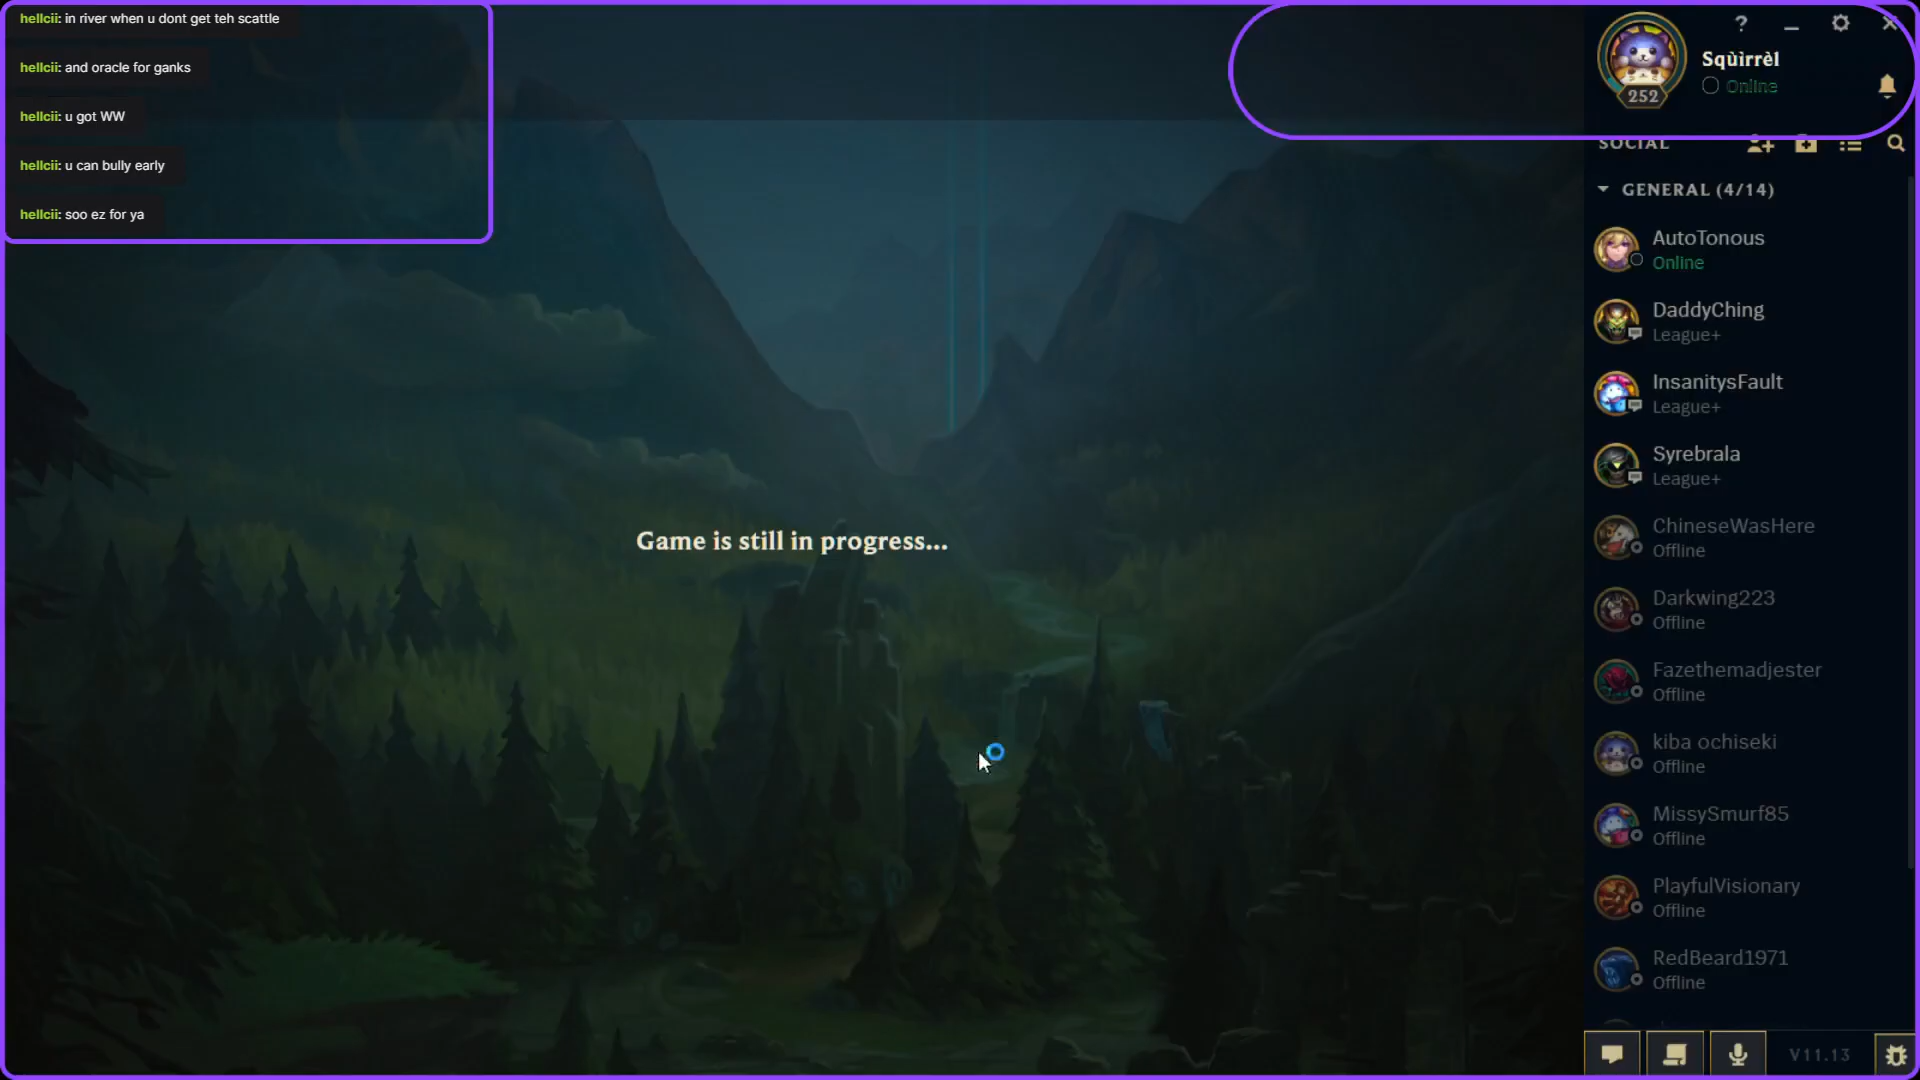 hellcii: in river when u dont get teh scattle
hellcii: and oracle for ganks
hellcii: u got WW
hellcii: u can bully early
hellcii: soo ez for ya
Game is still in progress...
?
Sqùìrrèl
Online
252
SOCIAL
GENERAL (4/14)
AutoTonous
Online
DaddyChing
League+
InsanitysFault
League+
Syrebrala
League+
ChineseWasHere
Offline
Darkwing223
Offline
Fazethemadjester
Offline
kiba ochiseki
Offline
MissySmurf85
Offline
PlayfulVisionary
Offline
RedBeard1971
Offline
V11.13